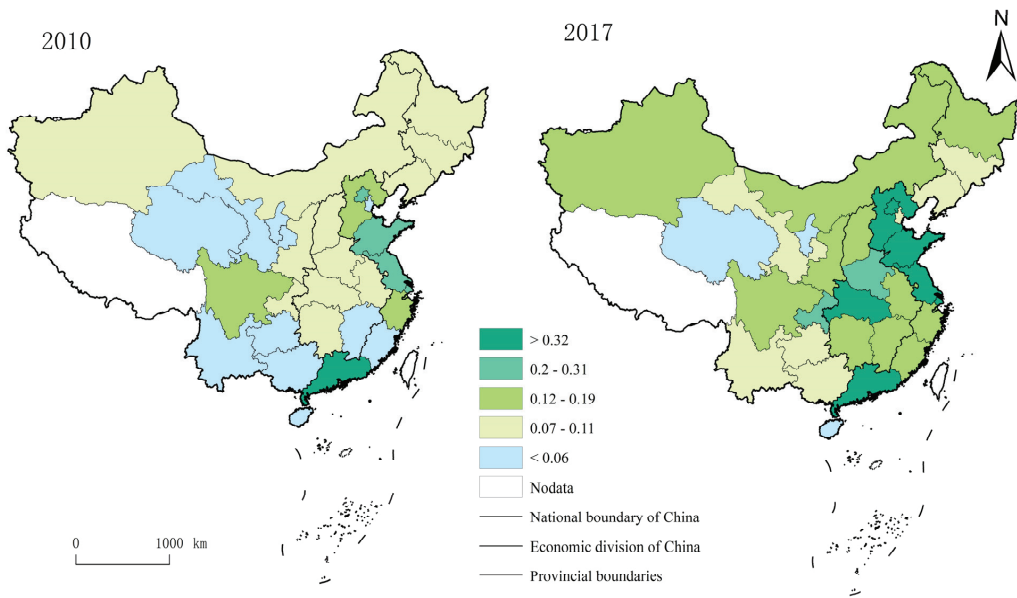 2010
2017
N
> 0.32
0.2 - 0.31
0.12 - 0.19
0.07 - 0.11
< 0.06
Nodata
National boundary of China
Economic division of China
Provincial boundaries
0 1000 km